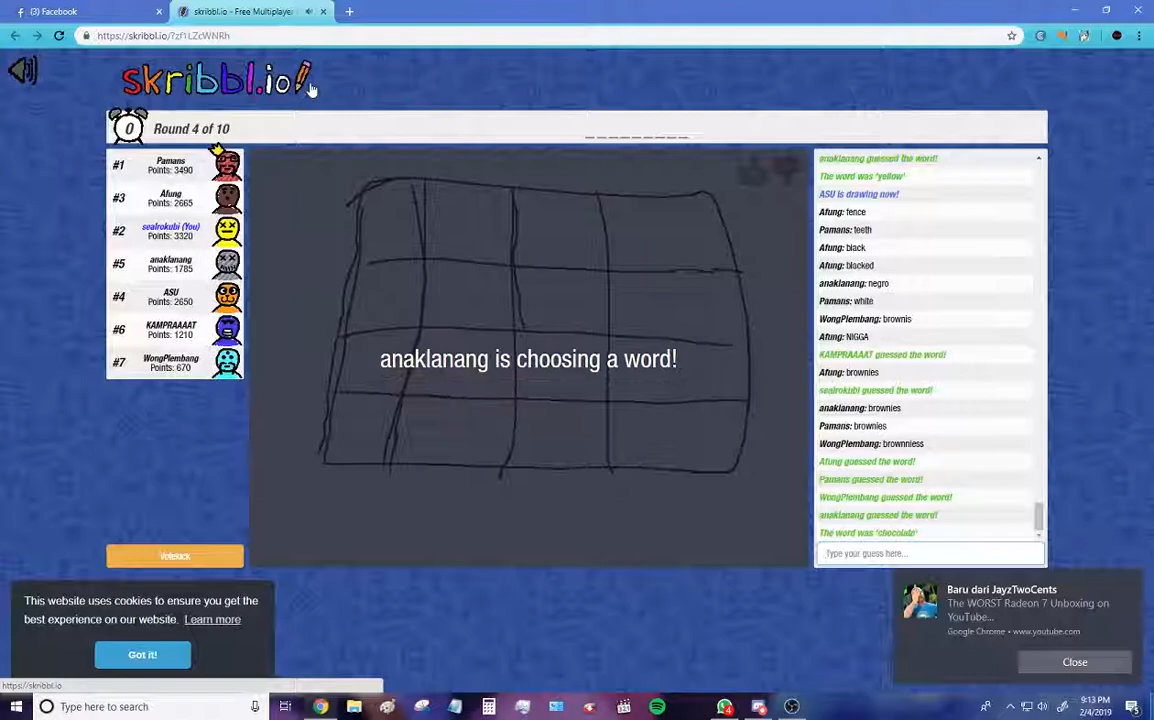 (3) Facebook
skribbl.io - Free Multiplayer
https://skribbl.io/?zf1LZcWNRh
skribbl.io
0
Round 4 of 10
_ _ _ _ _ _ _ _ _
#1
Pamans
Points: 3490
#3
Afung
Points: 2665
#2
sealrokubi (You)
Points: 3320
#5
anaklanang
Points: 1785
#4
ASU
Points: 2650
#6
KAMPRAAAAT
Points: 1210
#7
WongPlembang
Points: 670
Votekick
anaklanang is choosing a word!
anaklanang guessed the word!
The word was 'yellow'
ASU is drawing now!
Afung: fence
Pamans: teeth
Afung: black
Afung: blacked
anaklanang: negro
Pamans: white
WongPlembang: brownis
Afung: NIGGA
KAMPRAAAAT guessed the word!
Afung: brownies
sealrokubi guessed the word!
anaklanang: brownies
Pamans: brownies
WongPlembang: brownniess
Afung guessed the word!
Pamans guessed the word!
WongPlembang guessed the word!
anaklanang guessed the word!
The word was 'chocolate'
Type your guess here...
This website uses cookies to ensure you get the
best experience on our website. Learn more
Got it!
Baru dari JayzTwoCents
The WORST Radeon 7 Unboxing on
YouTube...
Google Chrome • www.youtube.com
Close
https://skribbl.io
Type here to search
4
9:13 PM
2/4/2019